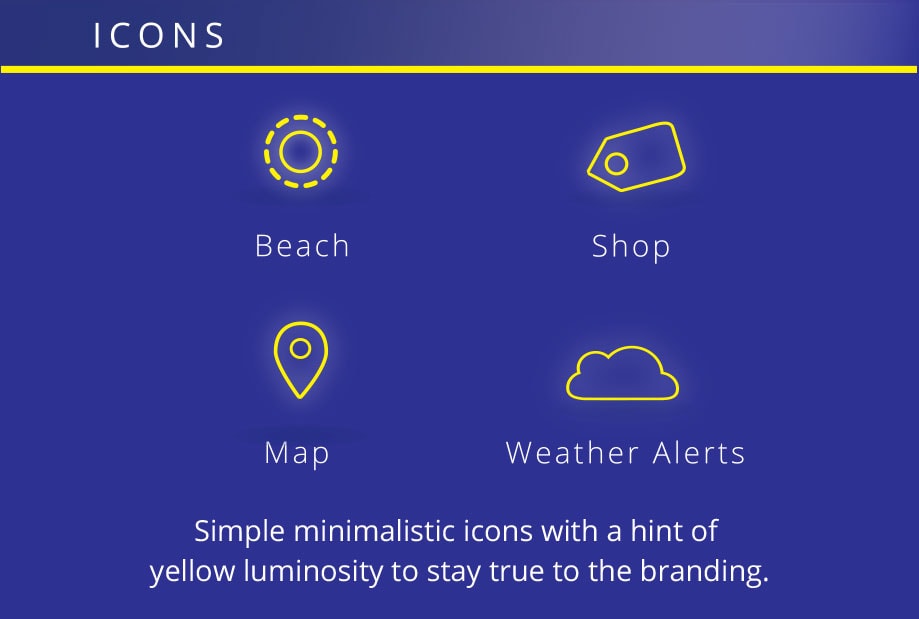 ICONS
Beach
Shop
Map
Weather Alerts
Simple minimalistic icons with a hint of
yellow luminosity to stay true to the branding.